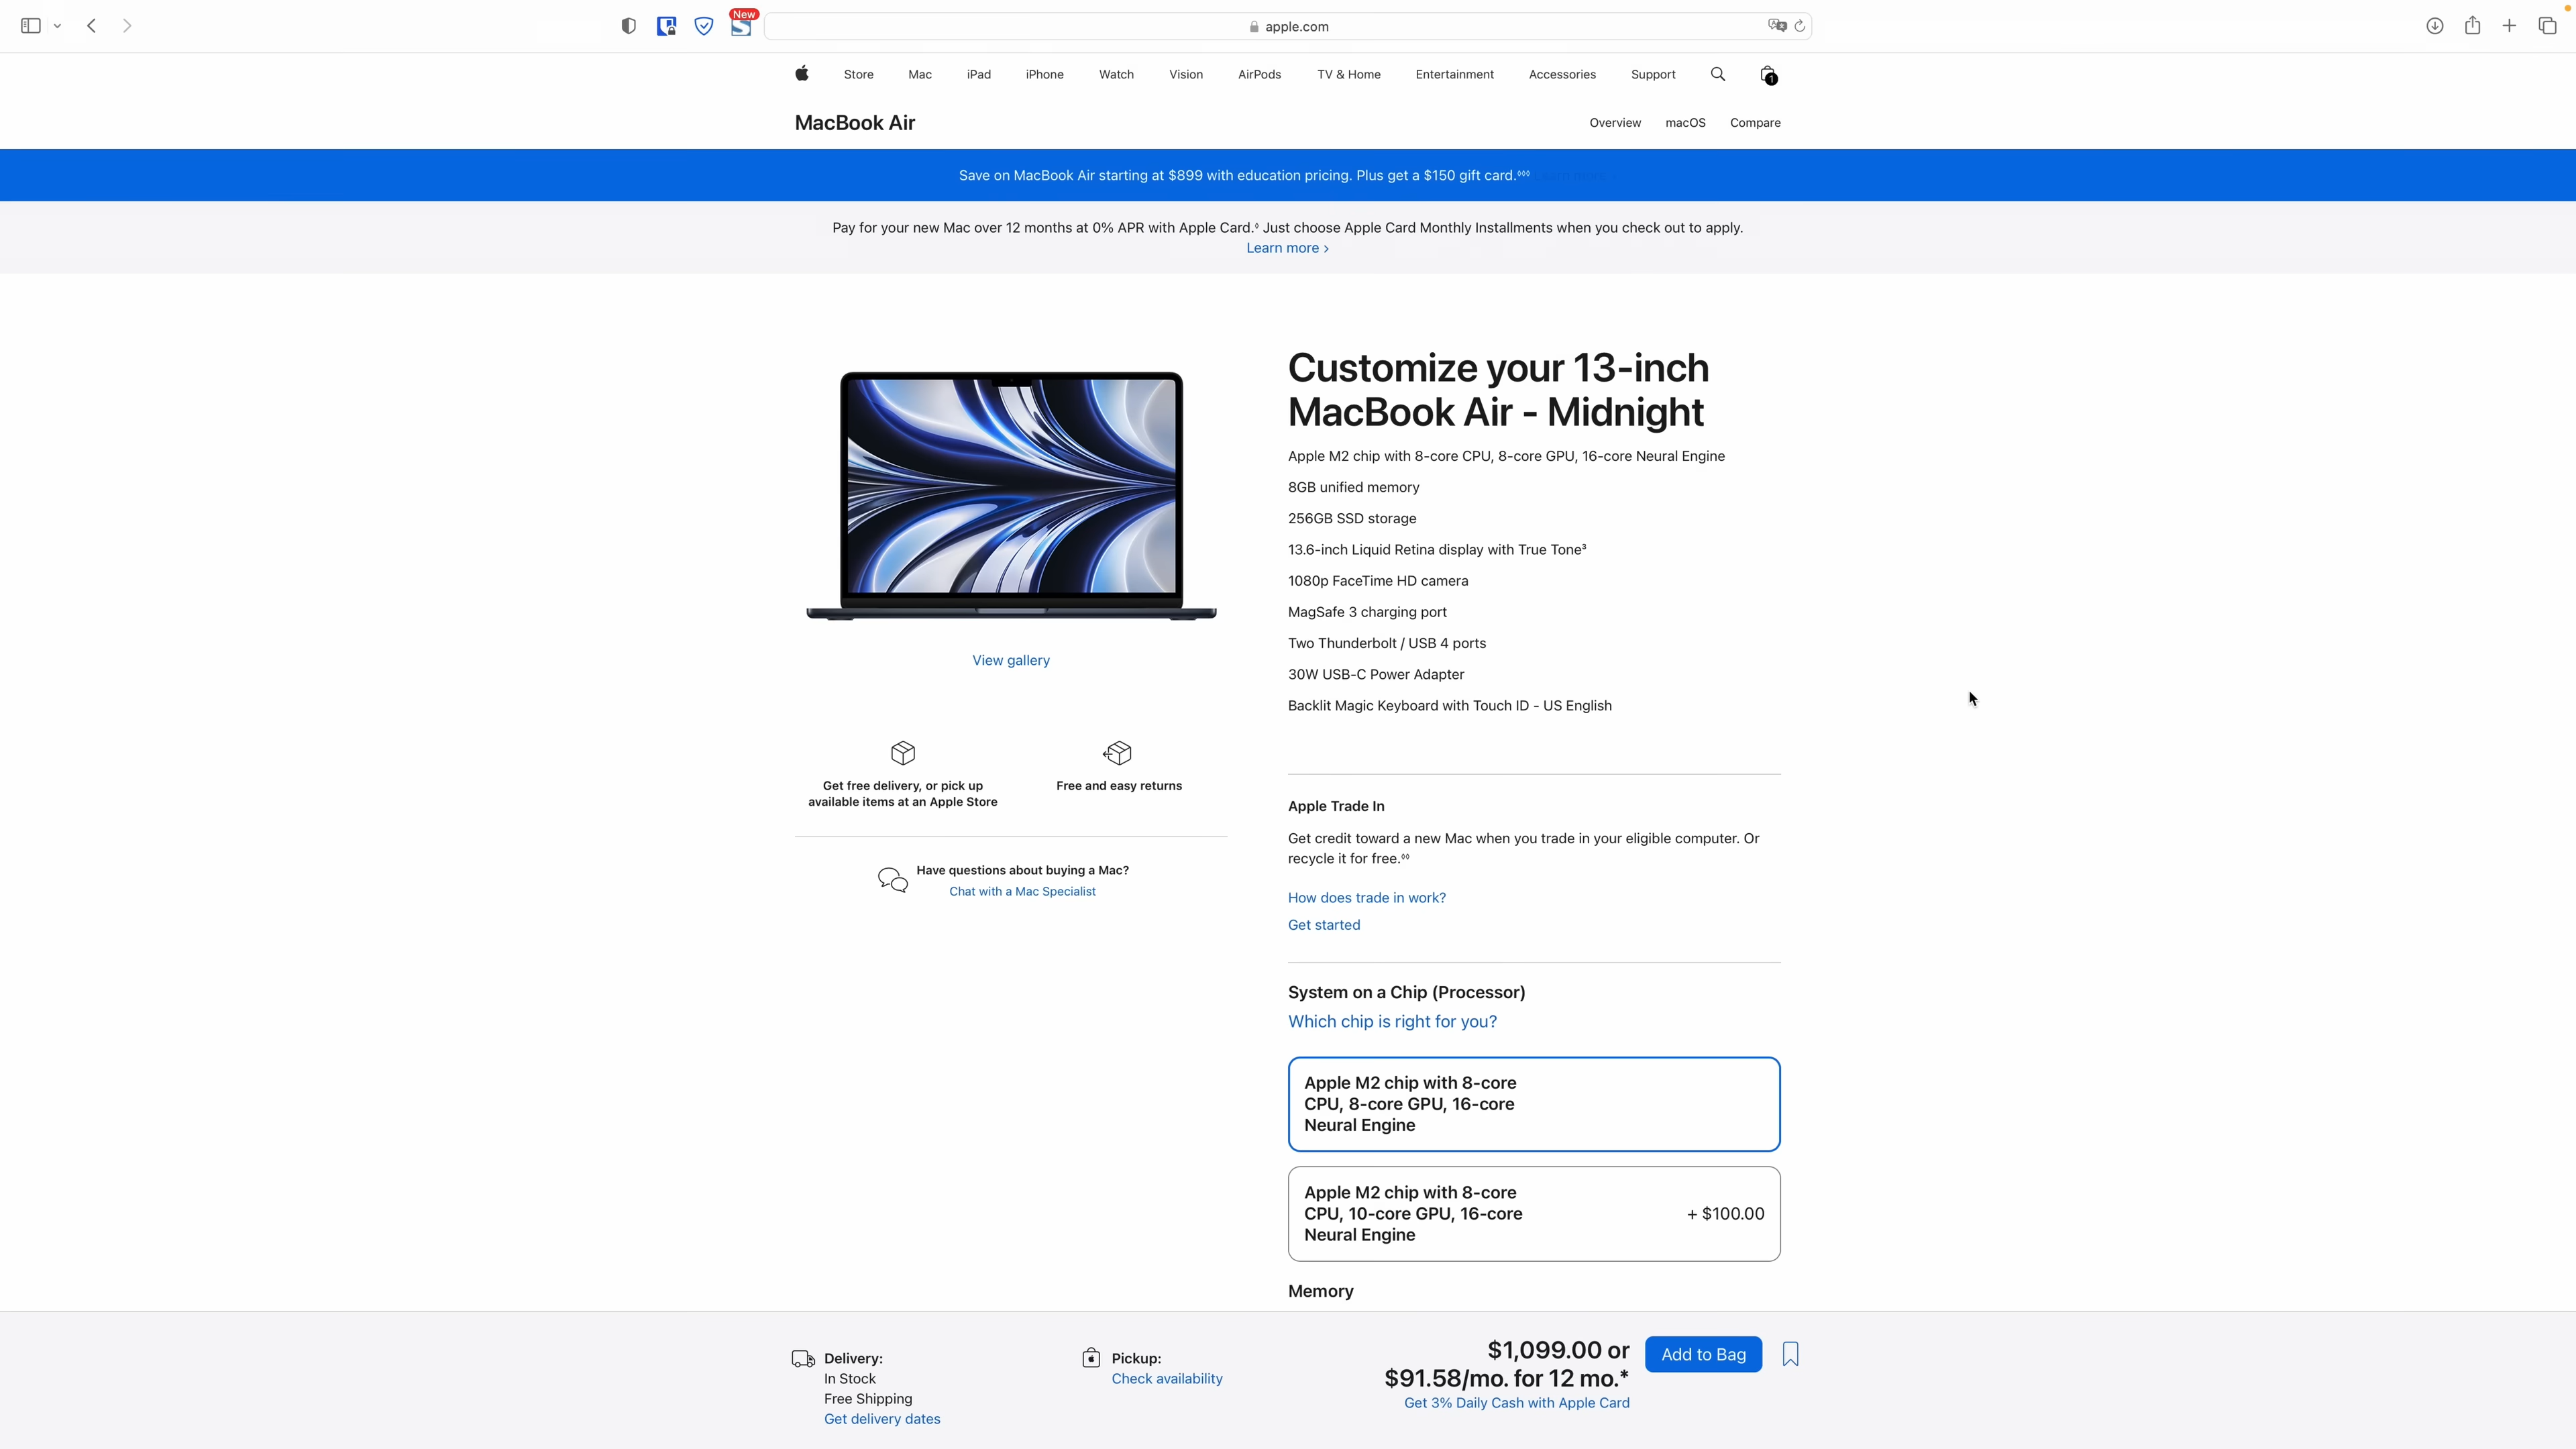 New
apple.com
Store Mac iPad iPhone Watch Vision AirPods TV & Home Entertainment Accessories Support
1
MacBook Air
Overview macOS Compare
Save on MacBook Air starting at $899 with education pricing. Plus get a $150 gift card.◊◊◊
Pay for your new Mac over 12 months at 0% APR with Apple Card.◊ Just choose Apple Card Monthly Installments when you check out to apply.
Learn more >
Customize your 13-inch
MacBook Air - Midnight
Apple M2 chip with 8-core CPU, 8-core GPU, 16-core Neural Engine
8GB unified memory
256GB SSD storage
13.6-inch Liquid Retina display with True Tone³
1080p FaceTime HD camera
MagSafe 3 charging port
Two Thunderbolt / USB 4 ports
30W USB-C Power Adapter
Backlit Magic Keyboard with Touch ID - US English
View gallery
Get free delivery, or pick up
available items at an Apple Store
Free and easy returns
Have questions about buying a Mac?
Chat with a Mac Specialist
Apple Trade In
Get credit toward a new Mac when you trade in your eligible computer. Or
recycle it for free.◊◊
How does trade in work?
Get started
System on a Chip (Processor)
Which chip is right for you?
Apple M2 chip with 8-core
CPU, 8-core GPU, 16-core
Neural Engine
Apple M2 chip with 8-core
CPU, 10-core GPU, 16-core
Neural Engine
+ $100.00
Memory
Delivery:
In Stock
Free Shipping
Get delivery dates
Pickup:
Check availability
$1,099.00 or
$91.58/mo. for 12 mo.*
Get 3% Daily Cash with Apple Card
Add to Bag